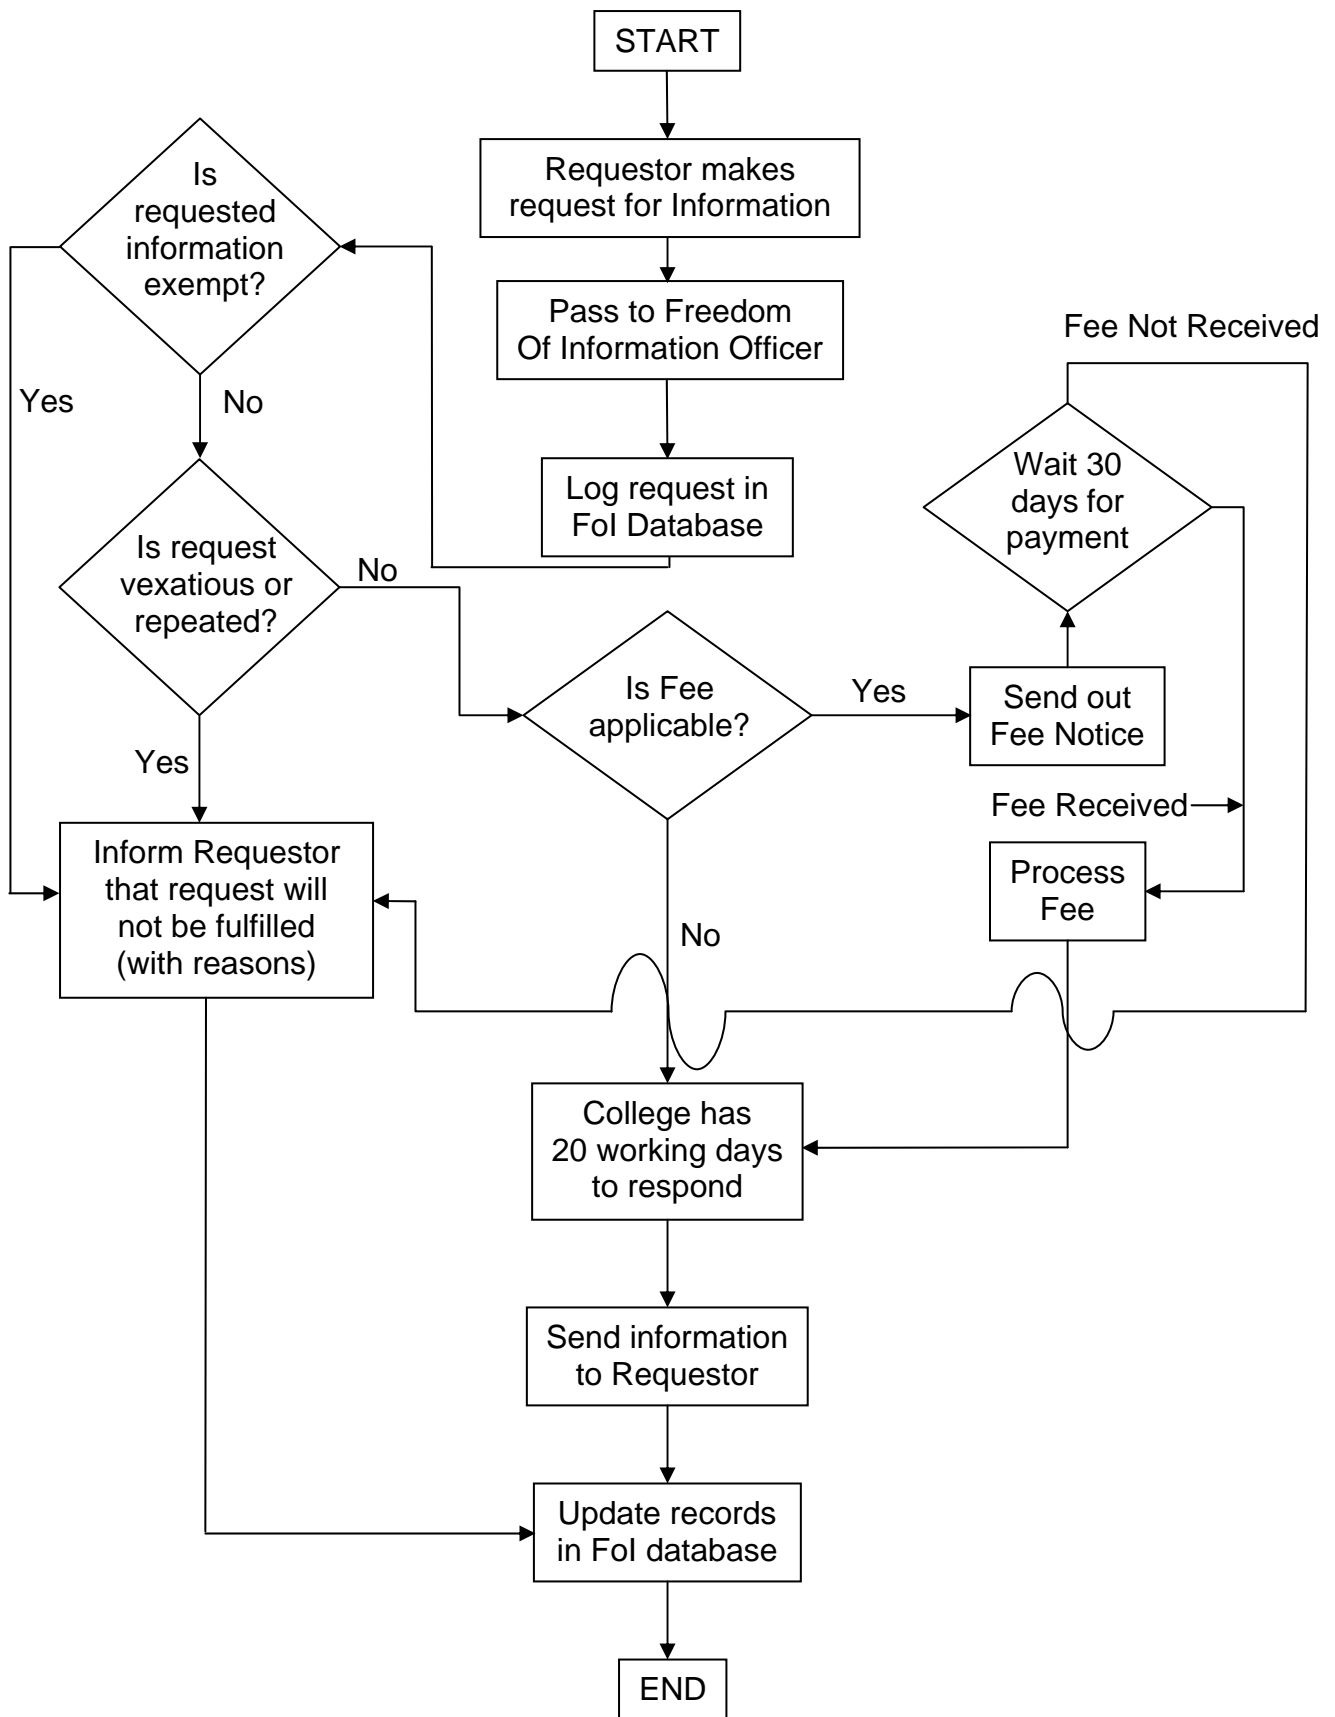 START
Requestor makes
request for Information
Pass to Freedom
Of Information Officer
Log request in
FoI Database
Is
requested
information
exempt?
Yes
No
Is request
vexatious or
repeated?
No
Yes
Is Fee
applicable?
Yes
No
Send out
Fee Notice
Wait 30
days for
payment
Fee Not Received
Fee Received
Process
Fee
Inform Requestor
that request will
not be fulfilled
(with reasons)
College has
20 working days
to respond
Send information
to Requestor
Update records
in FoI database
END